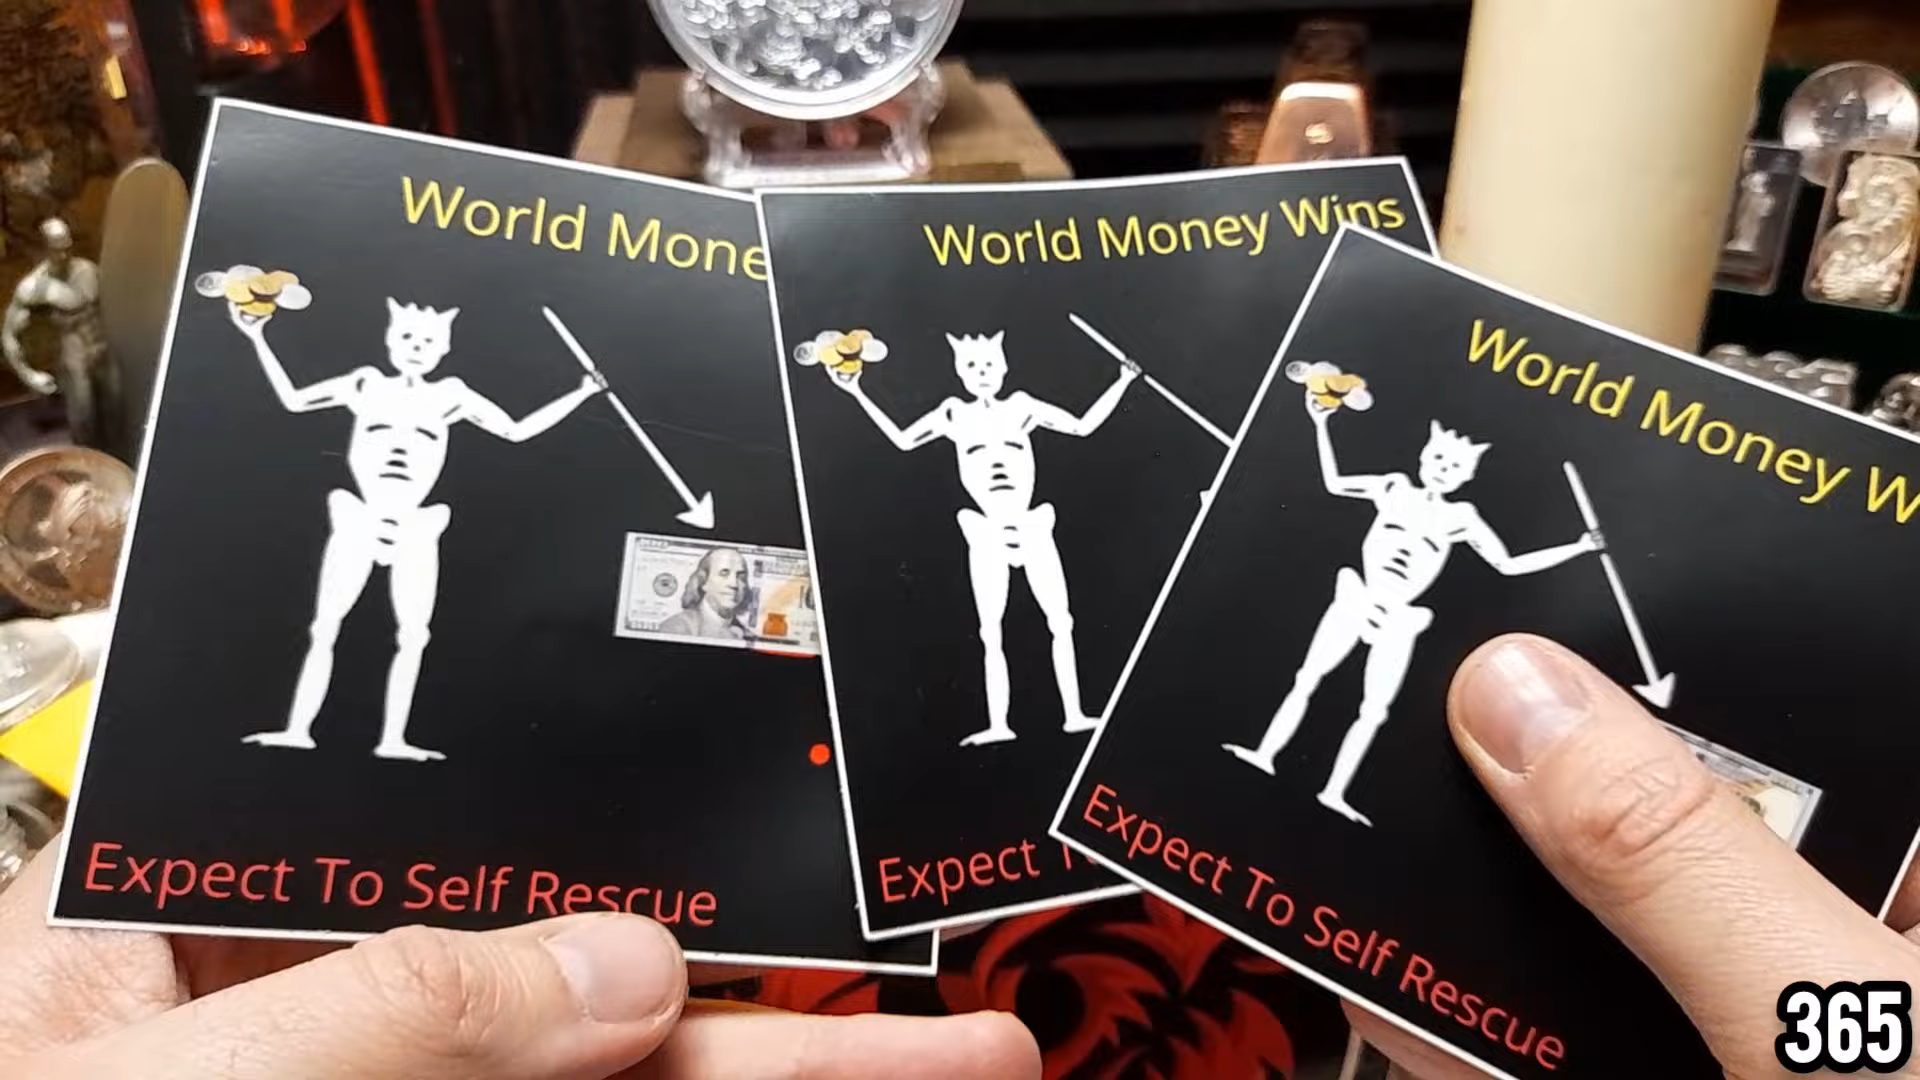 World Mone
Expect To Self Rescue
World Money Wins
Expect
World Money W
Expect To Self Rescue
365